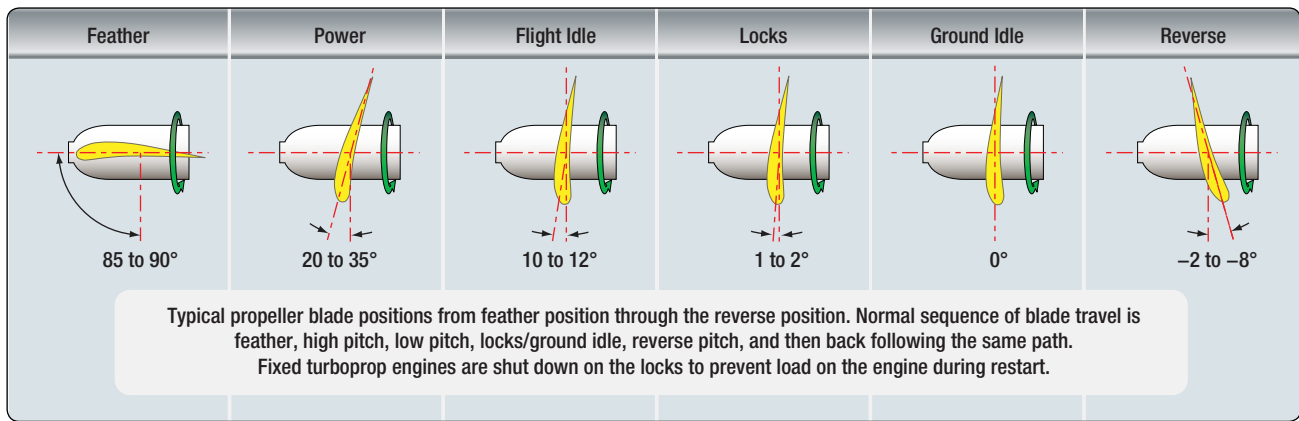 Feather
Power
Flight Idle
Locks
Ground Idle
Reverse
85 to 90°
20 to 35°
10 to 12°
1 to 2°
0°
–2 to –8°
Typical propeller blade positions from feather position through the reverse position. Normal sequence of blade travel is
feather, high pitch, low pitch, locks/ground idle, reverse pitch, and then back following the same path.
Fixed turboprop engines are shut down on the locks to prevent load on the engine during restart.